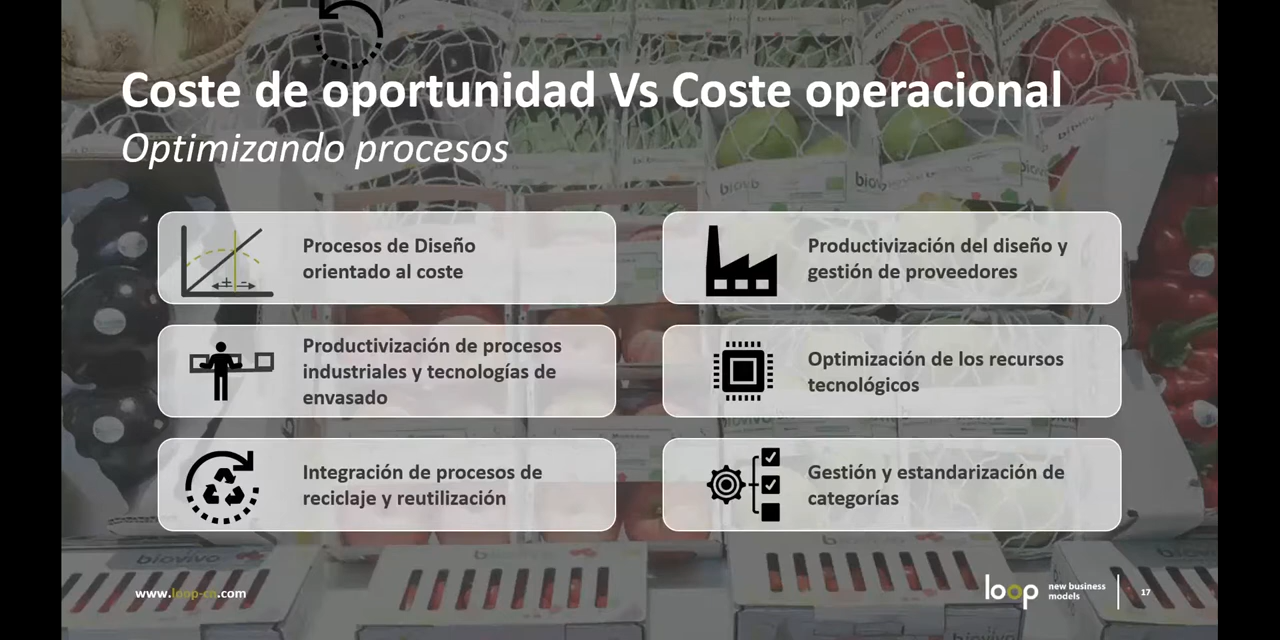 Coste de oportunidad Vs Coste operacional
Optimizando procesos
Procesos de Diseño
orientado al coste
Productivización del diseño y
gestión de proveedores
Productivización de procesos
industriales y tecnologías de
envasado
Optimización de los recursos
tecnológicos
Integración de procesos de
reciclaje y reutilización
Gestión y estandarización de
categorías
biovivo
www.loop-cn.com
loop
new business
models
17